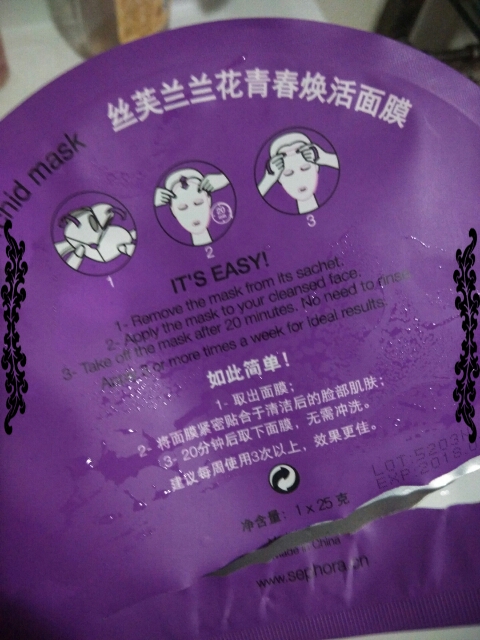 丝芙兰兰花青春焕活面膜
mask
20
1
2
3
IT'S EASY!
1- Remove the mask from its sachet.
2- Apply the mask to your cleansed face.
3- Take off the mask after 20 minutes. No need to rinse
or more times a week for ideal results.
如此简单！
1- 取出面膜；
2- 将面膜紧密贴合于清洁后的脸部肌肤；
3- 20分钟后取下面膜，无需冲洗。
建议每周使用3次以上，效果更佳。
LOT 5203
EXP 2018
净含量：1 x 25 克
Made in China
www.sephora.cn